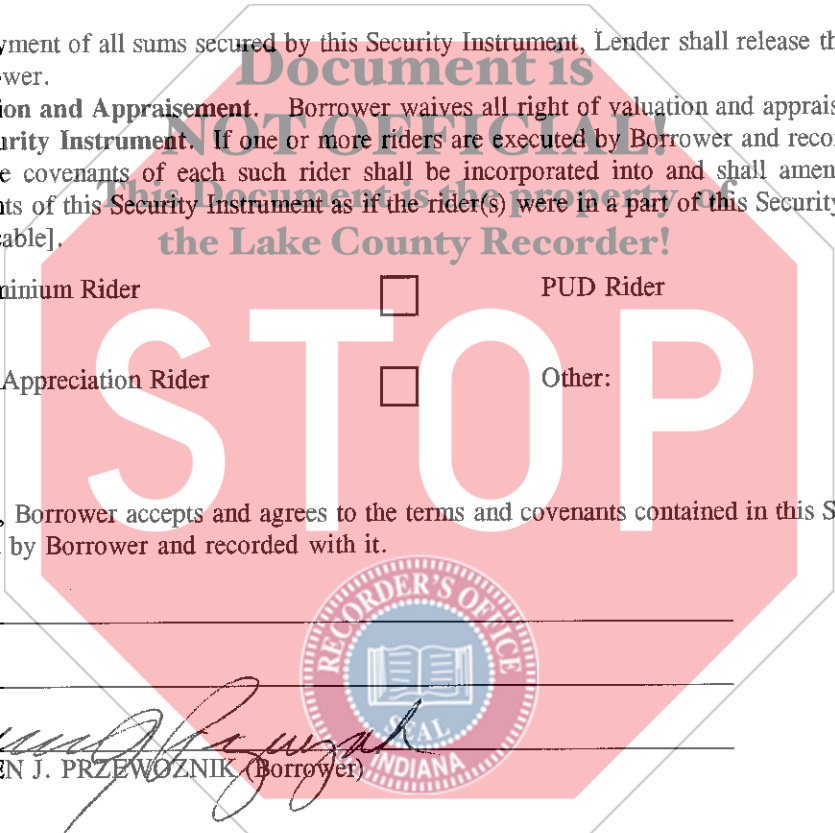 yment of all sums secured by this Security Instrument, Lender shall release th
wer.
Document is
ion and Appraisement. Borrower waives all right of valuation and apprais
NOT OFFICIAL!
urity Instrument. If one or more riders are executed by Borrower and reco
e covenants of each such rider shall be incorporated into and shall amen
This Document is the property of
nts of this Security Instrument as if the rider(s) were in a part of this Security
cable].
the Lake County Recorder!
minium Rider PUD Rider
STOP
Appreciation Rider Other:
, Borrower accepts and agrees to the terms and covenants contained in this S
by Borrower and recorded with it.
RECORDER'S OFFICE
SEAL
INDIANA
EN J. PRZEWOZNIK (Borrower)